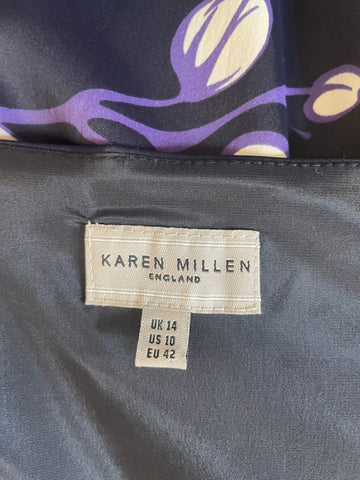 KAREN MILLEN
ENGLAND
UK 14
US 10
EU 42